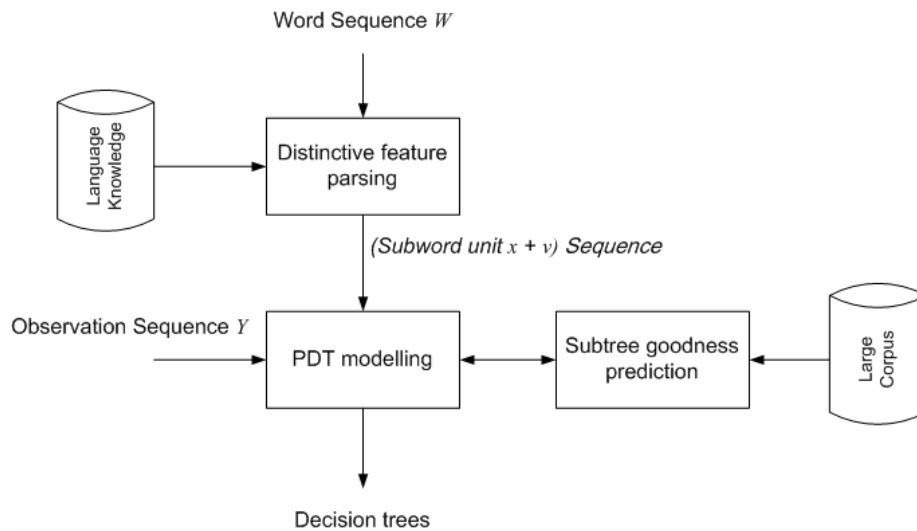 Word Sequence W
Language
Knowledge
Distinctive feature
parsing
(Subword unit x + v) Sequence
Observation Sequence Y
PDT modelling
Subtree goodness
prediction
Large
Corpus
Decision trees